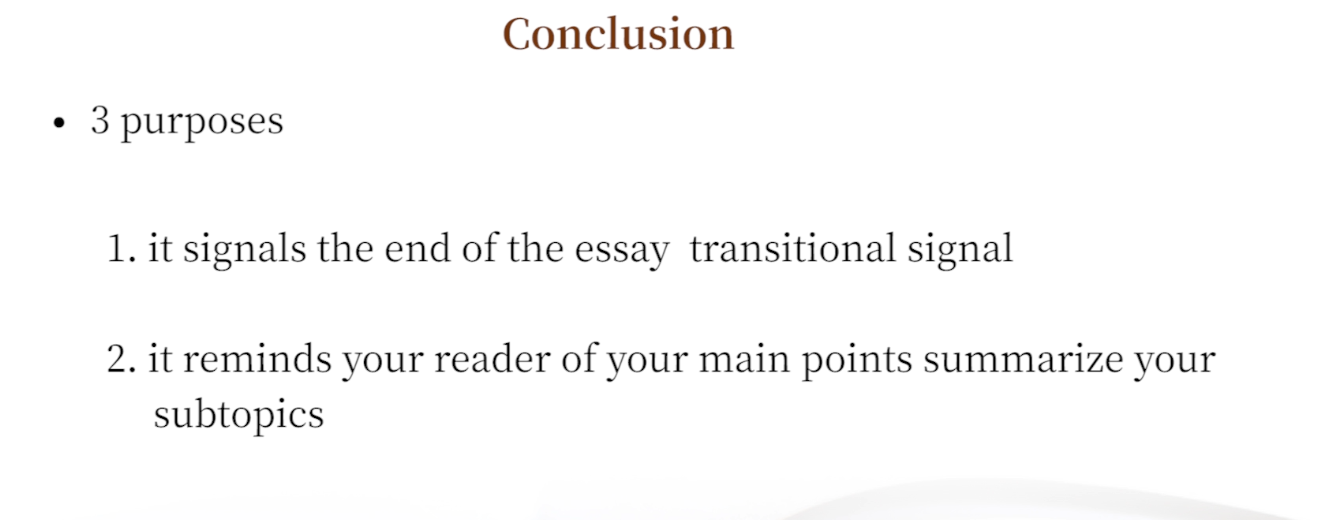 Conclusion
• 3 purposes
1. it signals the end of the essay  transitional signal
2. it reminds your reader of your main points summarize your
subtopics